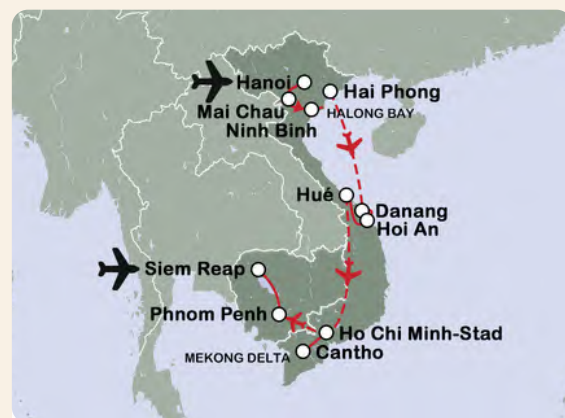 Hanoi
Hai Phong
Mai Chau
Ninh Binh
HALONG BAY
Hué
Danang
Hoi An
Siem Reap
Phnom Penh
Ho Chi Minh-Stad
MEKONG DELTA
Cantho